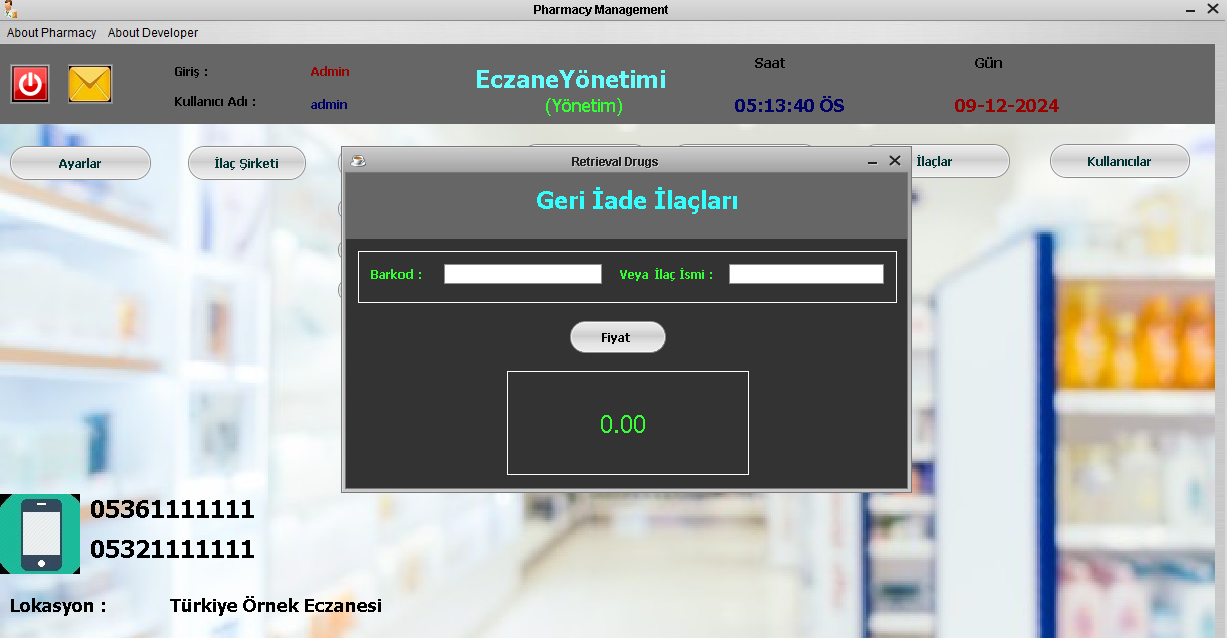 Pharmacy Management
About Pharmacy About Developer
Giriş : Admin
Kullanıcı Adı : admin
EczaneYönetimi
(Yönetim)
Saat
05:13:40 ÖS
Gün
09-12-2024
Ayarlar
İlaç Şirketi
İlaçlar
Kullanıcılar
Retrieval Drugs
Geri İade İlaçları
Barkod : Veya İlaç İsmi :
Fiyat
0.00
05361111111
05321111111
Lokasyon : Türkiye Örnek Eczanesi